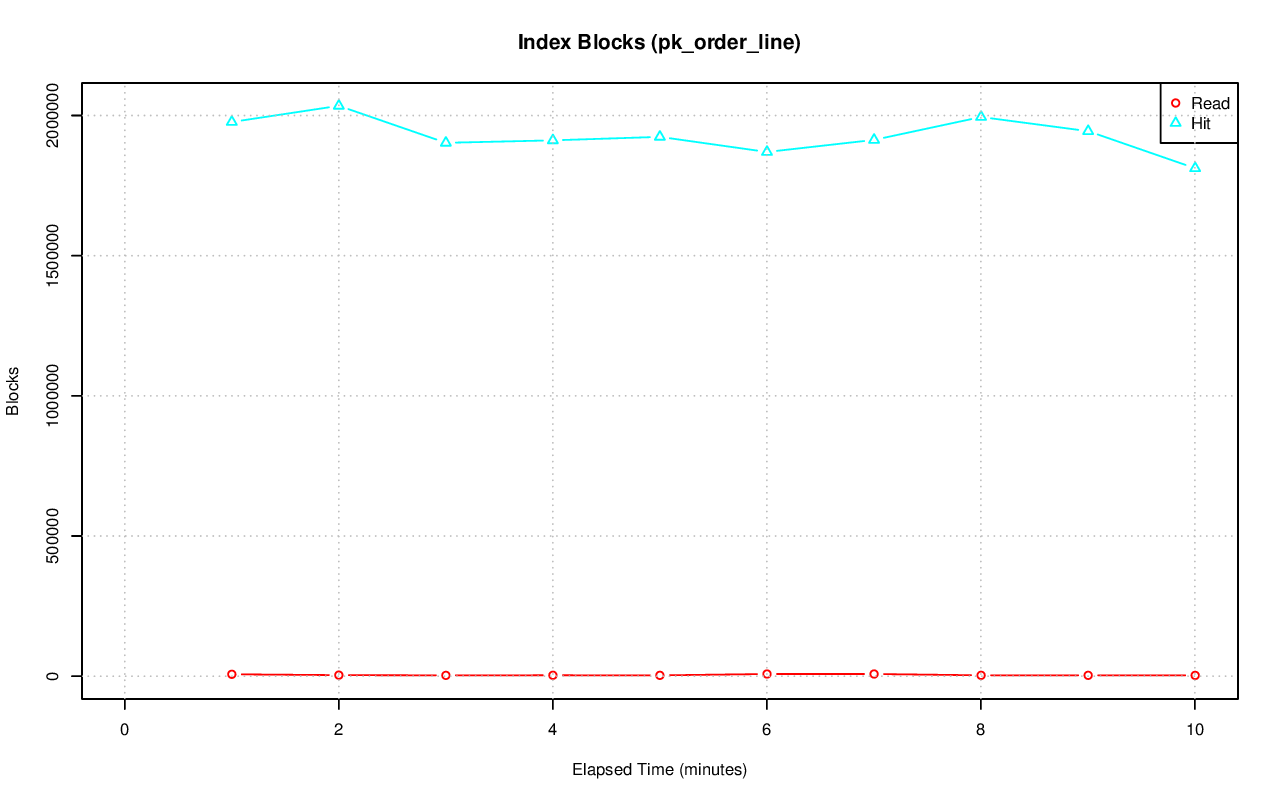 Index Blocks (pk_order_line)
Read
Hit
2000000
1500000
1000000
500000
0
Blocks
0 2 4 6 8 10
Elapsed Time (minutes)